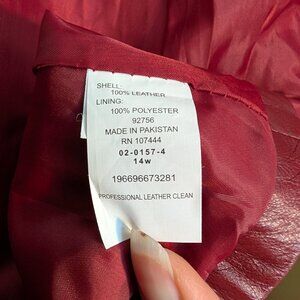 SHELL:
100% LEATHER
LINING:
100% POLYESTER
92756
MADE IN PAKISTAN
RN 107444
02-0157-4
14w
196696673281
PROFESSIONAL LEATHER CLEAN